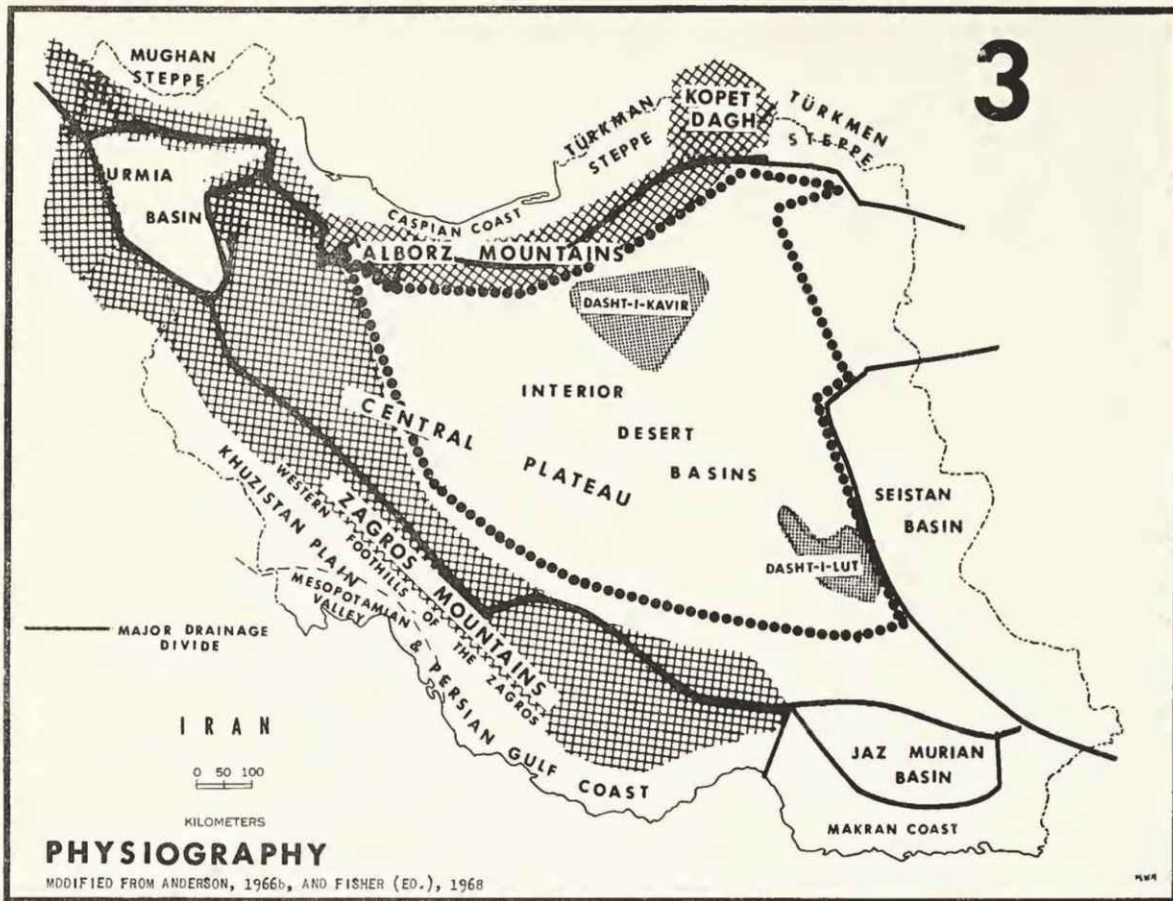 3
MUGHAN
STEPPE
KOPET
DAGH
TÜRKMAN
STEPPE
TÜRKMEN
STEPPE
URMIA
BASIN
CASPIAN COAST
ALBORZ MOUNTAINS
DASHT-I-KAVIR
INTERIOR
DESERT
BASINS
CENTRAL
PLATEAU
SEISTAN
BASIN
DASHT-I-LUT
ZAGROS MOUNTAINS
WESTERN FOOTHILLS OF THE ZAGROS
KHUZISTAN PLAIN
MESOPOTAMIAN
VALLEY
& PERSIAN GULF COAST
MAJOR DRAINAGE
DIVIDE
IRAN
0 50 100
KILOMETERS
JAZ MURIAN
BASIN
MAKRAN COAST
PHYSIOGRAPHY
MODIFIED FROM ANDERSON, 1966b, AND FISHER (ED.), 1968